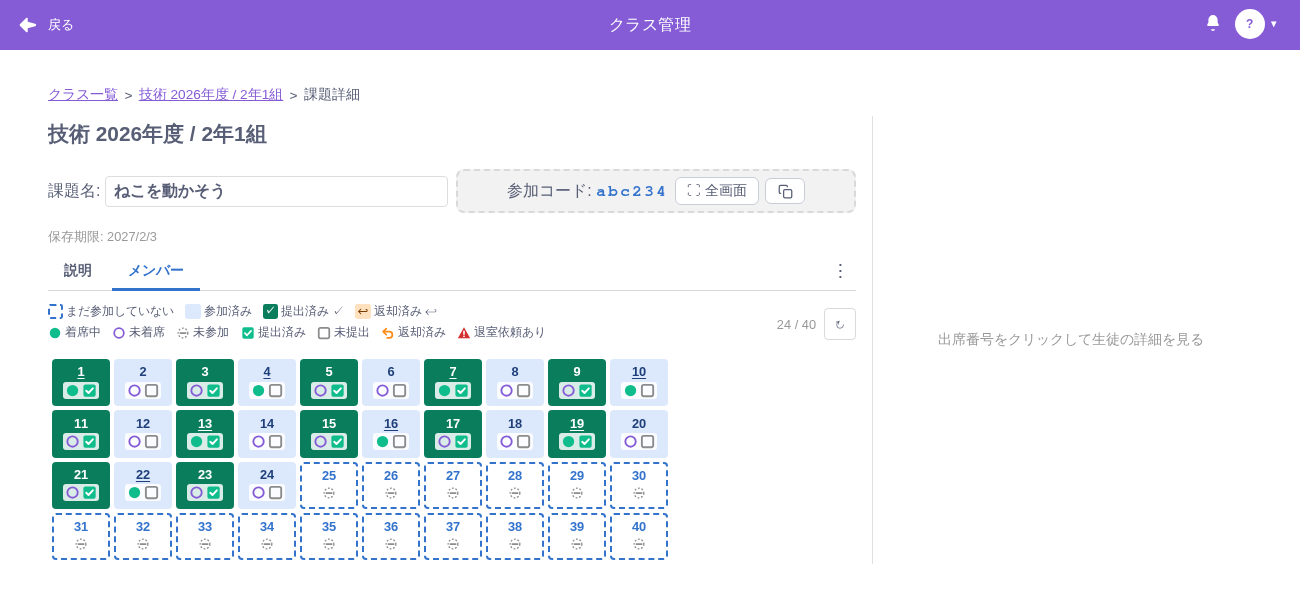 戻る
クラス管理
?
▼
クラス一覧 > 技術 2026年度 / 2年1組 > 課題詳細
技術 2026年度 / 2年1組
課題名: ねこを動かそう
参加コード: abc234 全画面
保存期限: 2027/2/3
説明 メンバー
まだ参加していない 参加済み 提出済み ✓ 返却済み ↩
着席中 未着席 未参加 提出済み 未提出 返却済み 退室依頼あり
24 / 40
1 2 3 4 5 6 7 8 9 10
11 12 13 14 15 16 17 18 19 20
21 22 23 24 25 26 27 28 29 30
31 32 33 34 35 36 37 38 39 40
出席番号をクリックして生徒の詳細を見る